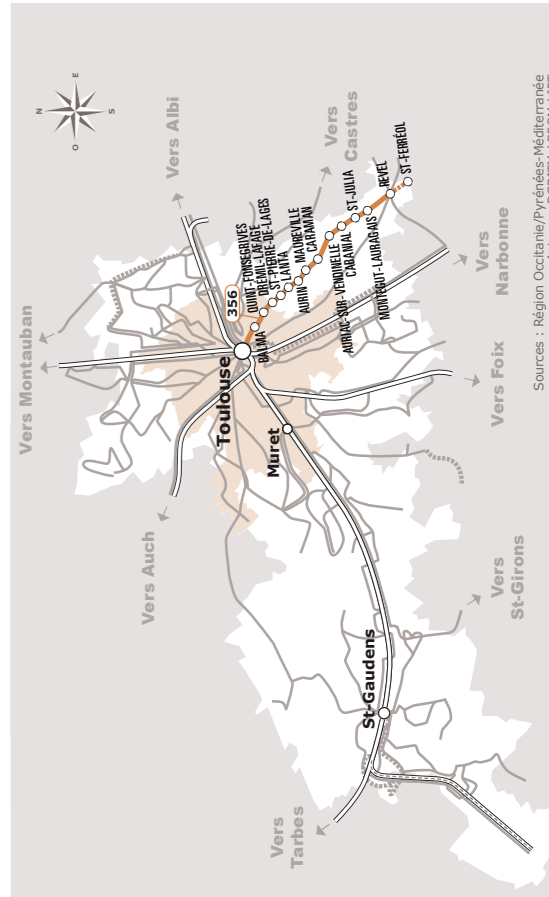 N
E
S
O
Vers Montauban
Vers Albi
Vers
Castres
Vers Auch
356
Toulouse
BALMA
QUINT-FONSEGRIVES
DRÉMIL-LAFAGE
ST-PIERRE-DE-LAGES
LANTA
AURIN
MAUREVILLE
CARAMAN
AURIAC-SUR-VENDINELLE
CABANIAL
ST-JULIA
MONTÉGUT-LAURAGAIS
REVEL
ST-FERRÉOL
Muret
Vers
Narbonne
Vers Foix
Vers
St-Girons
St-Gaudens
Vers
Tarbes
Sources : Région Occitanie/Pyrénées-Méditerranée